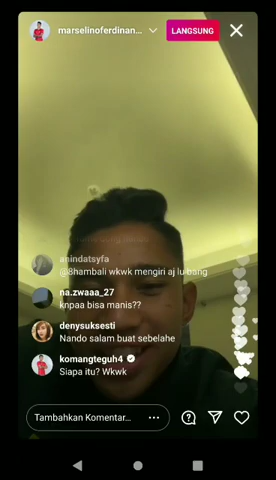 marselinoferdinan...
LANGSUNG
anindatsyfa
@8hambali wkwk mengiri aj lu bang
na.zwaaa_27
knpaa bisa manis??
denysuksesti
Nando salam buat sebelahe
komangteguh4
Siapa itu? Wkwk
Tambahkan Komentar...